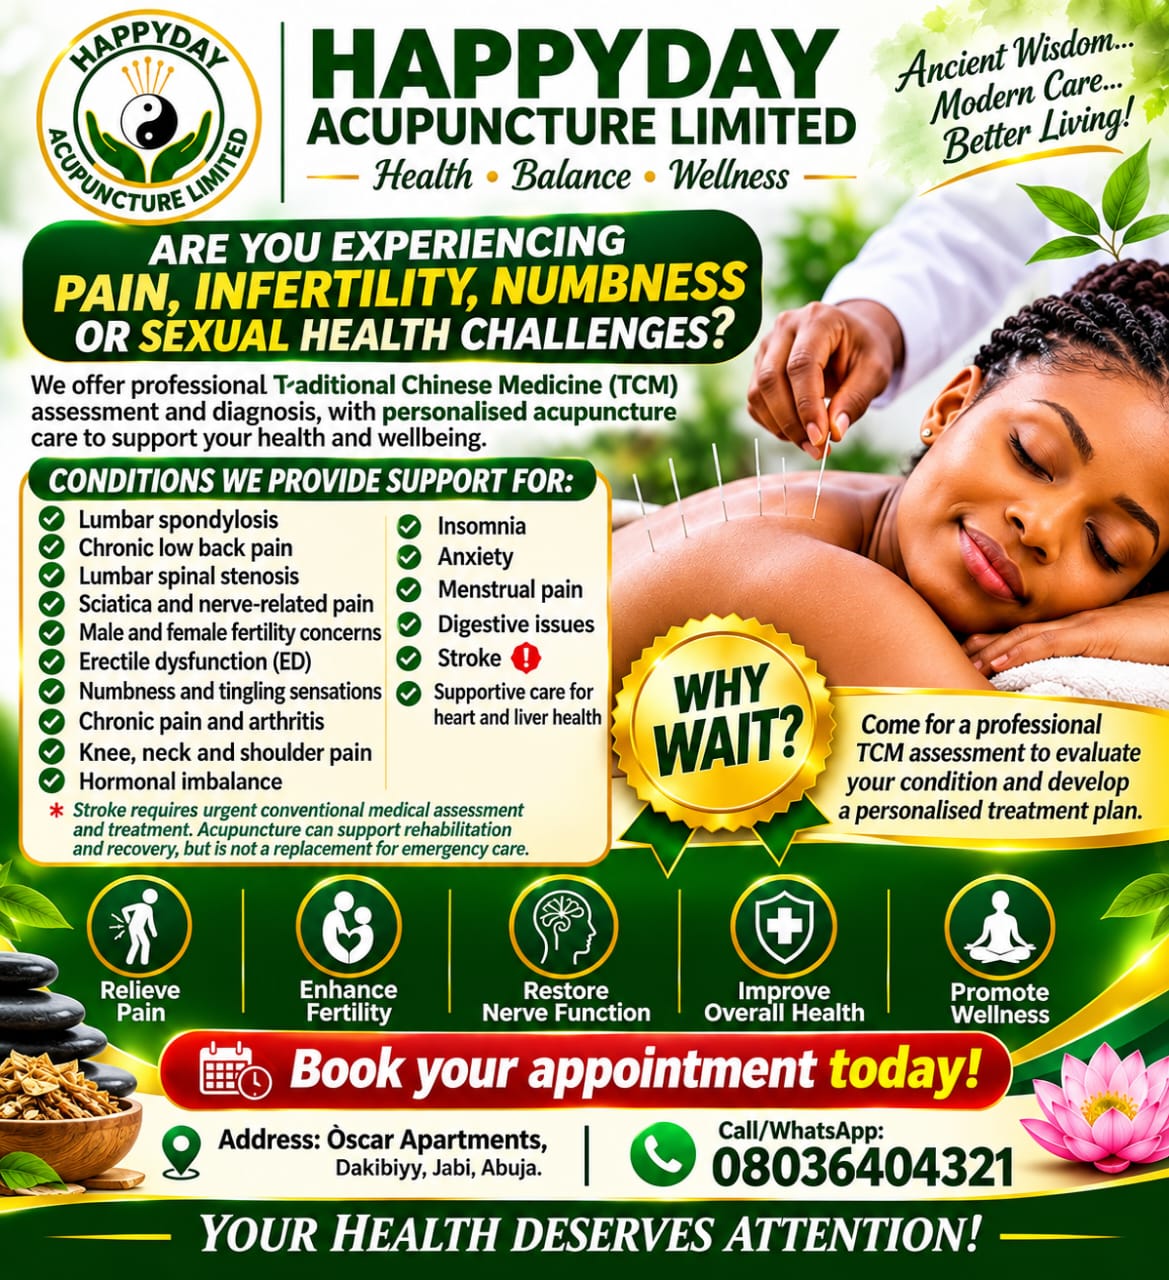 HAPPYDAY
ACUPUNCTURE LIMITED
HAPPYDAY
ACUPUNCTURE LIMITED
Health • Balance • Wellness
Ancient Wisdom...
Modern Care...
Better Living!
ARE YOU EXPERIENCING
PAIN, INFERTILITY, NUMBNESS
OR SEXUAL HEALTH CHALLENGES?
We offer professional Traditional Chinese Medicine (TCM)
assessment and diagnosis, with personalised acupuncture
care to support your health and wellbeing.
CONDITIONS WE PROVIDE SUPPORT FOR:
Lumbar spondylosis
Chronic low back pain
Lumbar spinal stenosis
Sciatica and nerve-related pain
Male and female fertility concerns
Erectile dysfunction (ED)
Numbness and tingling sensations
Chronic pain and arthritis
Knee, neck and shoulder pain
Hormonal imbalance
Insomnia
Anxiety
Menstrual pain
Digestive issues
Stroke !
Supportive care for
heart and liver health
* Stroke requires urgent conventional medical assessment
and treatment. Acupuncture can support rehabilitation
and recovery, but is not a replacement for emergency care.
WHY
WAIT?
Come for a professional
TCM assessment to evaluate
your condition and develop
a personalised treatment plan.
Relieve
Pain
Enhance
Fertility
Restore
Nerve Function
Improve
Overall Health
Promote
Wellness
Book your appointment today!
Address: Òscar Apartments,
Dakibiyy, Jabi, Abuja.
Call/WhatsApp:
08036404321
YOUR HEALTH DESERVES ATTENTION!